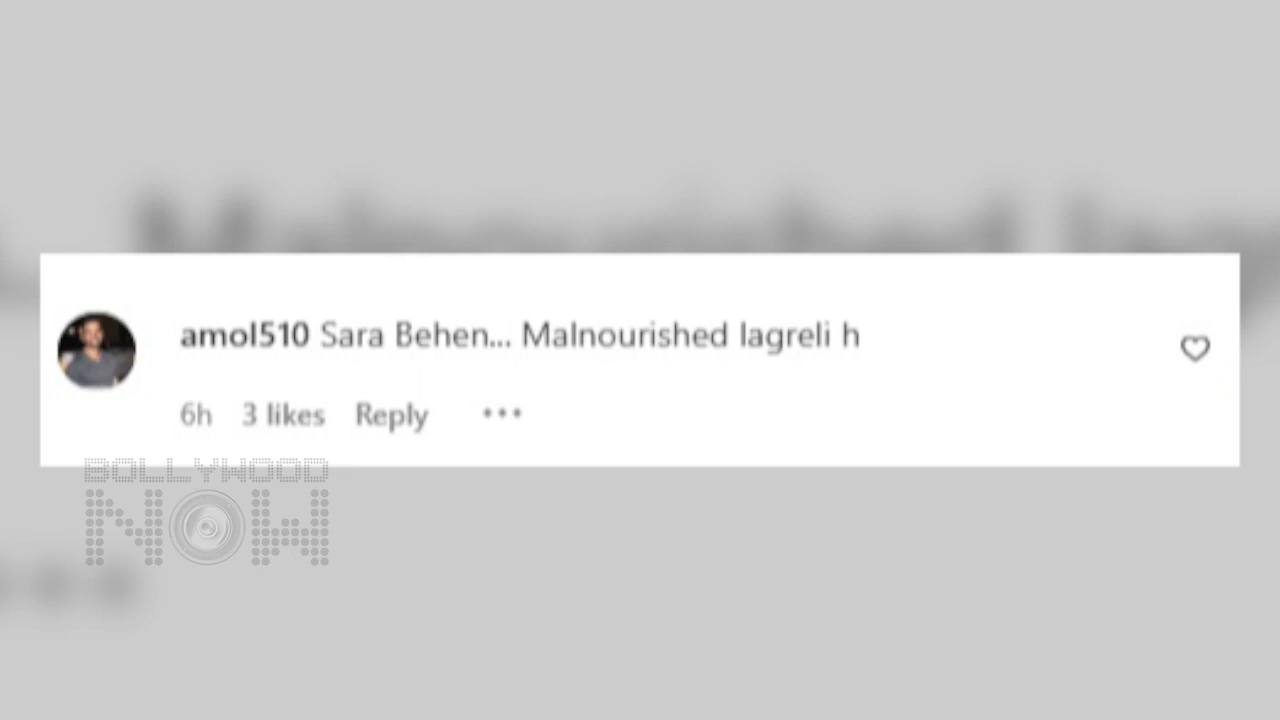 amol510 Sara Behen... Malnourished lagreli h
6h 3 likes Reply •••
BOLLYWOOD
NOW